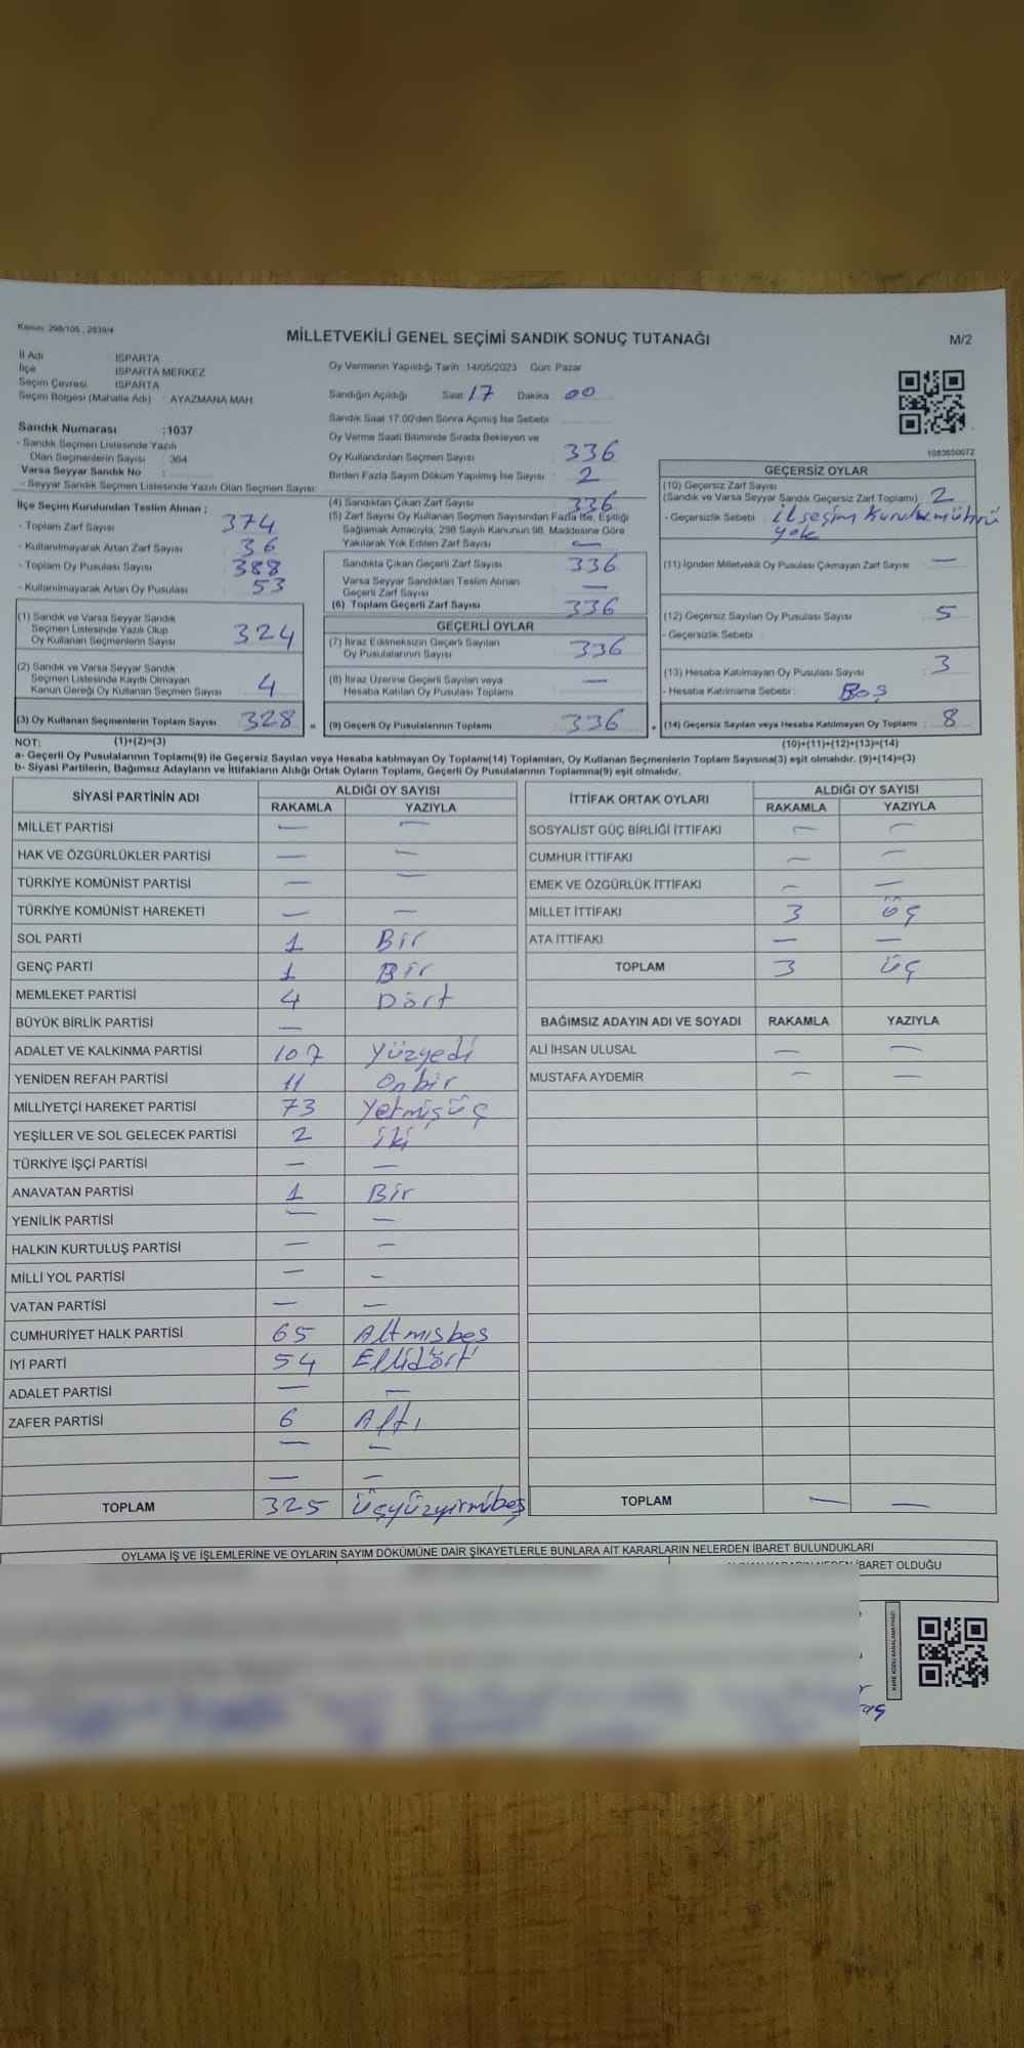 Kanun: 298/105 , 2839/4
MİLLETVEKİLİ GENEL SEÇİMİ SANDIK SONUÇ TUTANAĞI
M/2
İl Adı ISPARTA
İlçe ISPARTA MERKEZ
Seçim Çevresi ISPARTA
Seçim Bölgesi (Mahalle Adı) : AYAZMANA MAH
Sandık Numarası :1037
- Sandık Seçmen Listesinde Yazılı
Olan Seçmenlerin Sayısı : 364
Varsa Seyyar Sandık No :
- Seyyar Sandık Seçmen Listesinde Yazılı Olan Seçmen Sayısı:
Oy Vermenin Yapıldığı Tarih 14/05/2023 Gün: Pazar
Sandığın Açıldığı Saat 17 Dakika 00
Sandık Saat 17.00'den Sonra Açılmış İse Sebebi
Oy Verme Saati Bitiminde Sırada Bekleyen ve
Oy Kullandırılan Seçmen Sayısı 336
Birden Fazla Sayım Döküm Yapılmış İse Sayısı 2
1083650072
İlçe Seçim Kurulundan Teslim Alınan ;
- Toplam Zarf Sayısı 374
- Kullanılmayarak Artan Zarf Sayısı 36
- Toplam Oy Pusulası Sayısı 388
- Kullanılmayarak Artan Oy Pusulası 53
(1) Sandık ve Varsa Seyyar Sandık
Seçmen Listesinde Yazılı Olup
Oy Kullanan Seçmenlerin Sayısı 324
(2) Sandık ve Varsa Seyyar Sandık
Seçmen Listesinde Kaydı Olmayan
Kanun Gereği Oy Kullanan Seçmen Sayısı 4
(3) Oy Kullanan Seçmenlerin Toplam Sayısı 328 =
(4) Sandıktan Çıkan Zarf Sayısı 336
(5) Zarf Sayısı Oy Kullanan Seçmen Sayısından Fazla İse, Eşitliği
Sağlamak Amacıyla, 298 Sayılı Kanunun 98. Maddesine Göre
Yakılarak Yok Edilen Zarf Sayısı —
Sandıkta Çıkan Geçerli Zarf Sayısı 336
Varsa Seyyar Sandıktan Teslim Alınan
Geçerli Zarf Sayısı —
(6) Toplam Geçerli Zarf Sayısı 336
GEÇERLİ OYLAR
(7) İtiraz Edilmeksizin Geçerli Sayılan
Oy Pusulalarının Sayısı 336
(8) İtiraz Üzerine Geçerli Sayılan veya
Hesaba Katılan Oy Pusulası Toplamı —
(9) Geçerli Oy Pusulalarının Toplamı 336 +
GEÇERSİZ OYLAR
(10) Geçersiz Zarf Sayısı
(Sandık ve Varsa Seyyar Sandık Geçersiz Zarf Toplamı) 2
- Geçersizlik Sebebi : ilseçim Kurulu mührü
yok
(11) İçinden Milletvekili Oy Pusulası Çıkmayan Zarf Sayısı —
(12) Geçersiz Sayılan Oy Pusulası Sayısı 5
- Geçersizlik Sebebi
(13) Hesaba Katılmayan Oy Pusulası Sayısı 3
- Hesaba Katılmama Sebebi : Boş
(14) Geçersiz Sayılan veya Hesaba Katılmayan Oy Toplamı : 8
NOT: (1)+(2)=(3)
(10)+(11)+(12)+(13)=(14)
a- Geçerli Oy Pusulalarının Toplamı(9) ile Geçersiz Sayılan veya Hesaba katılmayan Oy Toplamı(14) Toplamları, Oy Kullanan Seçmenlerin Toplam Sayısına(3) eşit olmalıdır. (9)+(14)=(3)
b- Siyasi Partilerin, Bağımsız Adayların ve İttifakların Aldığı Ortak Oyların Toplamı, Geçerli Oy Pusulalarının Toplamına(9) eşit olmalıdır.
SİYASİ PARTİNİN ADI ALDIĞI OY SAYISI
RAKAMLA YAZIYLA
MİLLET PARTİSİ — —
HAK VE ÖZGÜRLÜKLER PARTİSİ — —
TÜRKİYE KOMÜNİST PARTİSİ — —
TÜRKİYE KOMÜNİST HAREKETİ — —
SOL PARTİ 1 Bir
GENÇ PARTİ 1 Bir
MEMLEKET PARTİSİ 4 Dört
BÜYÜK BİRLİK PARTİSİ —
ADALET VE KALKINMA PARTİSİ 107 Yüzyedi
YENİDEN REFAH PARTİSİ 11 Onbir
MİLLİYETÇİ HAREKET PARTİSİ 73 Yetmişüç
YEŞİLLER VE SOL GELECEK PARTİSİ 2 iki
TÜRKİYE İŞÇİ PARTİSİ — —
ANAVATAN PARTİSİ 1 Bir
YENİLİK PARTİSİ — —
HALKIN KURTULUŞ PARTİSİ — —
MİLLİ YOL PARTİSİ — —
VATAN PARTİSİ — —
CUMHURİYET HALK PARTİSİ 65 Altmısbes
İYİ PARTİ 54 Ellidört
ADALET PARTİSİ — —
ZAFER PARTİSİ 6 Altı
— —
— —
TOPLAM 325 üçyüzyirmibeş
İTTİFAK ORTAK OYLARI ALDIĞI OY SAYISI
RAKAMLA YAZIYLA
SOSYALİST GÜÇ BİRLİĞİ İTTİFAKI — —
CUMHUR İTTİFAKI — —
EMEK VE ÖZGÜRLÜK İTTİFAKI — —
MİLLET İTTİFAKI 3 üç
ATA İTTİFAKI — —
TOPLAM 3 üç
BAĞIMSIZ ADAYIN ADI VE SOYADI RAKAMLA YAZIYLA
ALİ İHSAN ULUSAL — —
MUSTAFA AYDEMİR — —
TOPLAM — —
OYLAMA İŞ VE İŞLEMLERİNE VE OYLARIN SAYIM DÖKÜMÜNE DAİR ŞİKAYETLERLE BUNLARA AİT KARARLARIN NELERDEN İBARET BULUNDUKLARI
KARARIN NEDEN İBARET OLDUĞU